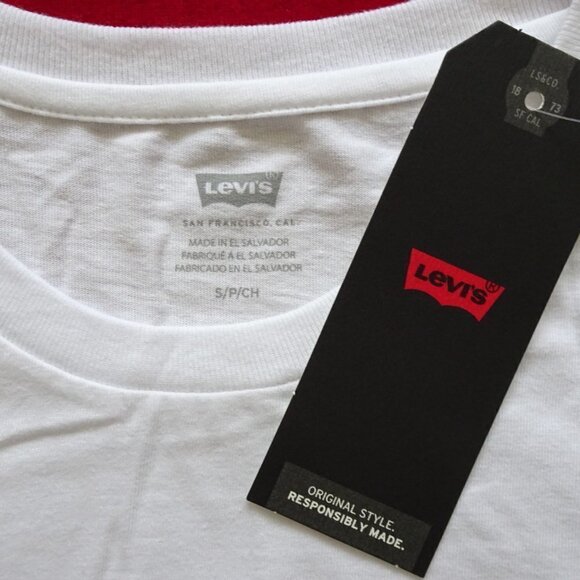 Levi's
SAN FRANCISCO, CAL
MADE IN EL SALVADOR
FABRIQUÉ A EL SALVADOR
FABRICADO EN EL SALVADOR
S/P/CH
LS&CO.
18 73
SF CAL
Levi's®
ORIGINAL STYLE.
RESPONSIBLY MADE.